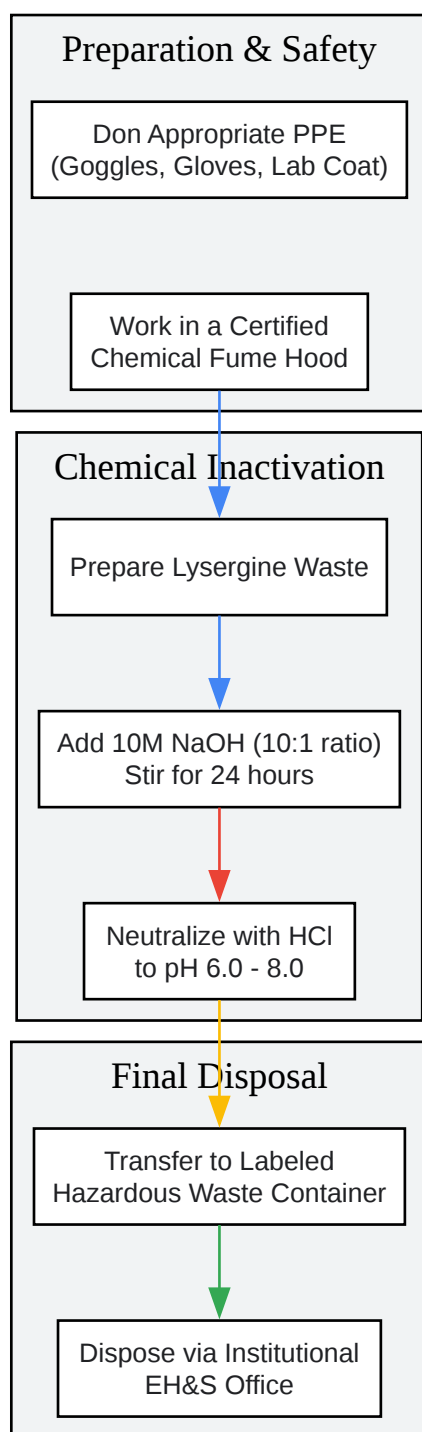 Preparation & Safety
Don Appropriate PPE
(Goggles, Gloves, Lab Coat)
Work in a Certified
Chemical Fume Hood
Chemical Inactivation
Prepare Lysergine Waste
Add 10M NaOH (10:1 ratio)
Stir for 24 hours
Neutralize with HCl
to pH 6.0 - 8.0
Final Disposal
Transfer to Labeled
Hazardous Waste Container
Dispose via Institutional
EH&S Office